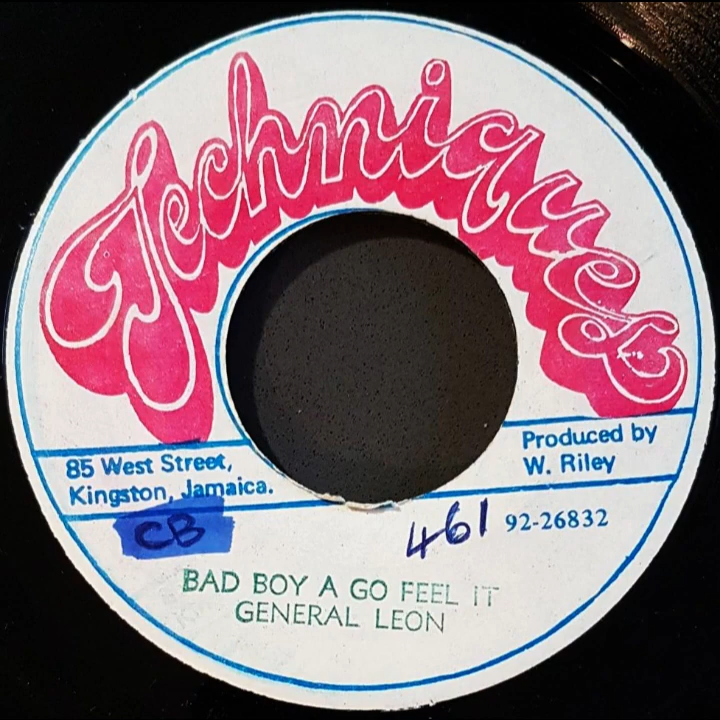 Techniques
85 West Street,
Kingston, Jamaica.
Produced by
W. Riley
CB
461
92-26832
BAD BOY A GO FEEL IT
GENERAL LEON